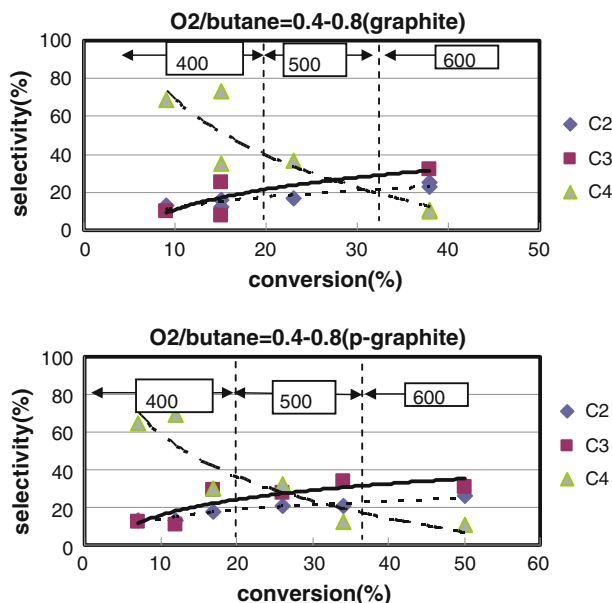 O2/butane=0.4-0.8(graphite)
selectivity(%)
100
80
60
40
20
0
400
500
600
C2
C3
C4
0 10 20 30 40 50
conversion(%)
O2/butane=0.4-0.8(p-graphite)
selectivity(%)
100
80
60
40
20
0
400
500
600
C2
C3
C4
0 10 20 30 40 50 60
conversion(%)